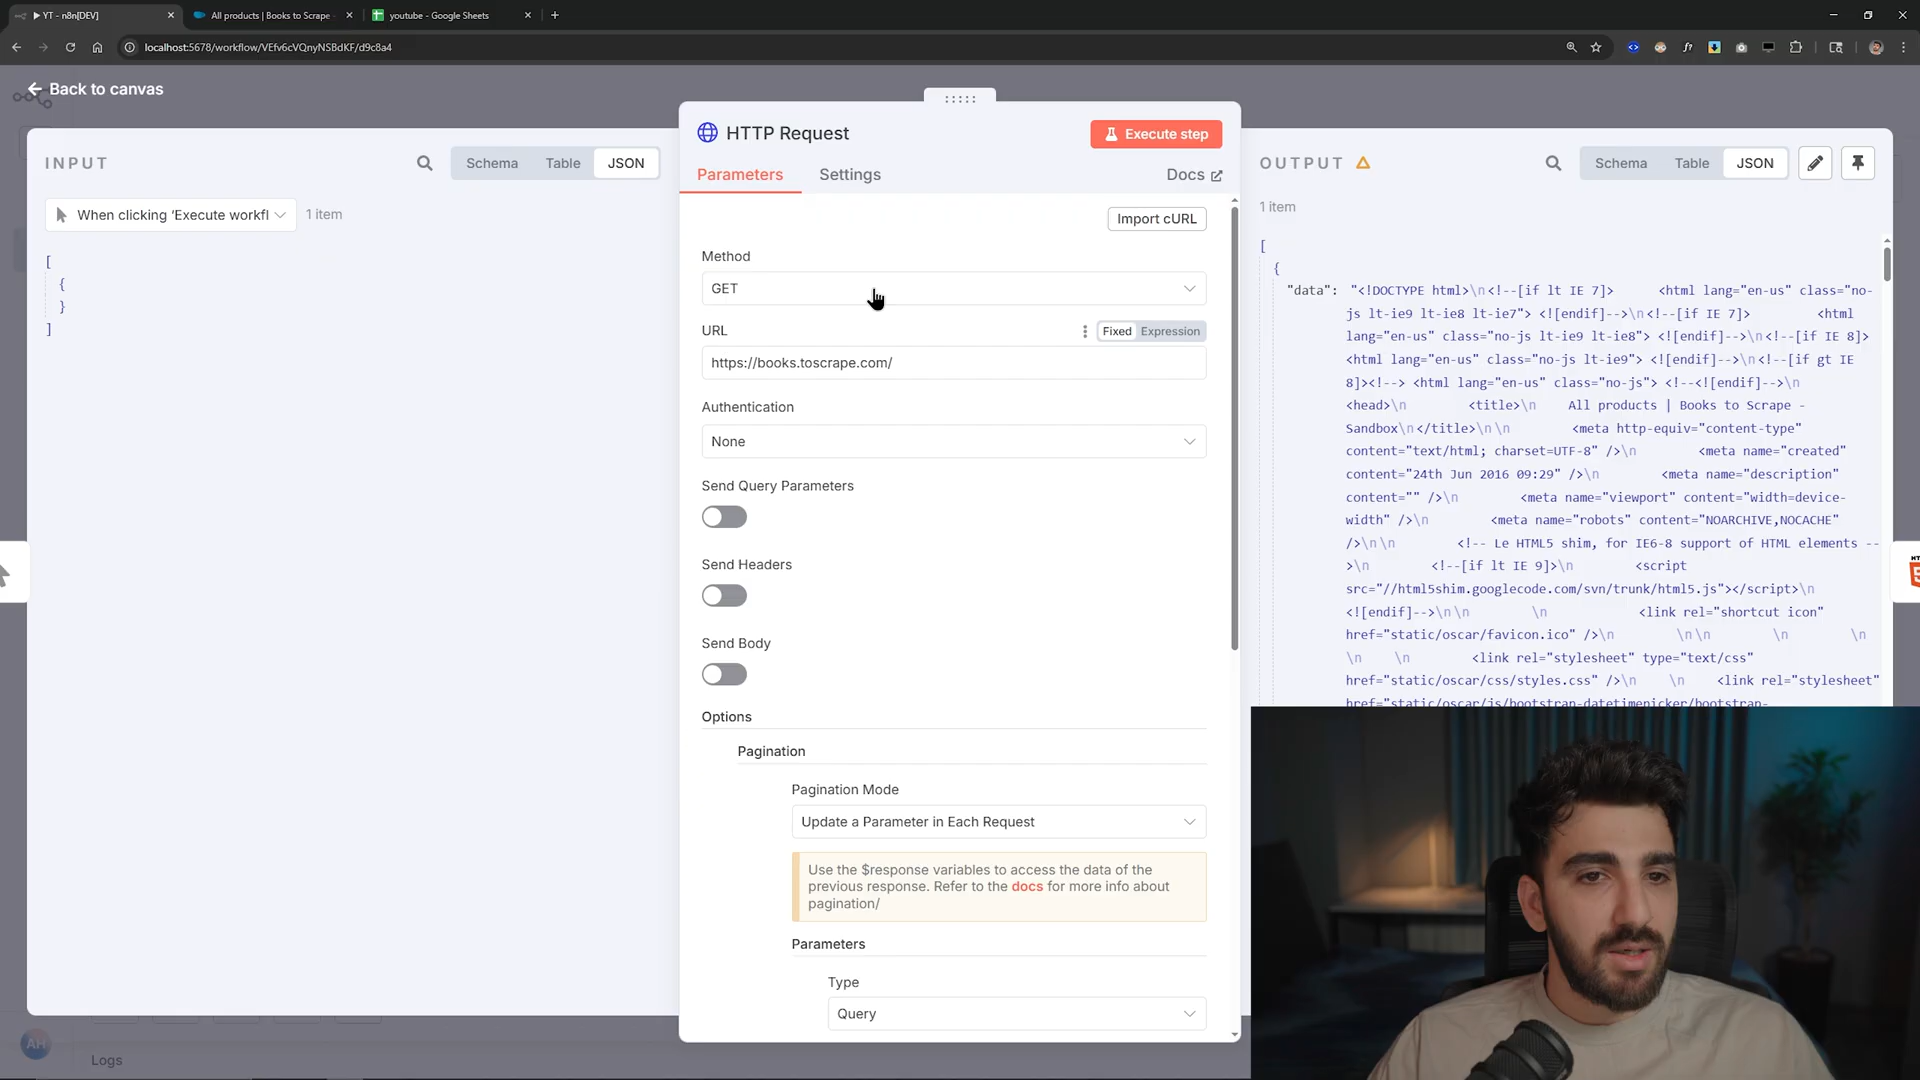 YT - n8n[DEV]
All products | Books to Scrape
youtube - Google Sheets
localhost:5678/workflow/VEfv6cVQnyNSBdKF/d9c8a4
Back to canvas
INPUT
Schema
Table
JSON
When clicking 'Execute workfl
1 item
[
{
}
]
HTTP Request
Execute step
Parameters
Settings
Docs
Import cURL
Method
GET
URL
Fixed
Expression
https://books.toscrape.com/
Authentication
None
Send Query Parameters
Send Headers
Send Body
Options
Pagination
Pagination Mode
Update a Parameter in Each Request
Use the $response variables to access the data of the
previous response. Refer to the docs for more info about
pagination/
Parameters
Type
Query
OUTPUT
Schema
Table
JSON
1 item
[
{
"data": "<!DOCTYPE html>\n<!--[if lt IE 7]> <html lang="en-us" class="no-
js lt-ie9 lt-ie8 lt-ie7"> <![endif]-->\n<!--[if IE 7]> <html
lang="en-us" class="no-js lt-ie9 lt-ie8"> <![endif]-->\n<!--[if IE 8]>
<html lang="en-us" class="no-js lt-ie9"> <![endif]-->\n<!--[if gt IE
8]><!--> <html lang="en-us" class="no-js"> <!--<![endif]-->\n
<head>\n <title>\n All products | Books to Scrape -
Sandbox\n</title>\n\n <meta http-equiv="content-type"
content="text/html; charset=UTF-8" />\n <meta name="created"
content="24th Jun 2016 09:29" />\n <meta name="description"
content="" />\n <meta name="viewport" content="width=device-
width" />\n <meta name="robots" content="NOARCHIVE,NOCACHE"
/>\n\n <!-- Le HTML5 shim, for IE6-8 support of HTML elements --
>\n <!--[if lt IE 9]>\n <script
src="//html5shim.googlecode.com/svn/trunk/html5.js"></script>\n
<![endif]-->\n\n \n <link rel="shortcut icon"
href="static/oscar/favicon.ico" />\n \n\n \n \n
\n \n <link rel="stylesheet" type="text/css"
href="static/oscar/css/styles.css" />\n \n <link rel="stylesheet"
href="static/oscar/js/bootstrap-datetimepicker/bootstrap-
AH
Logs